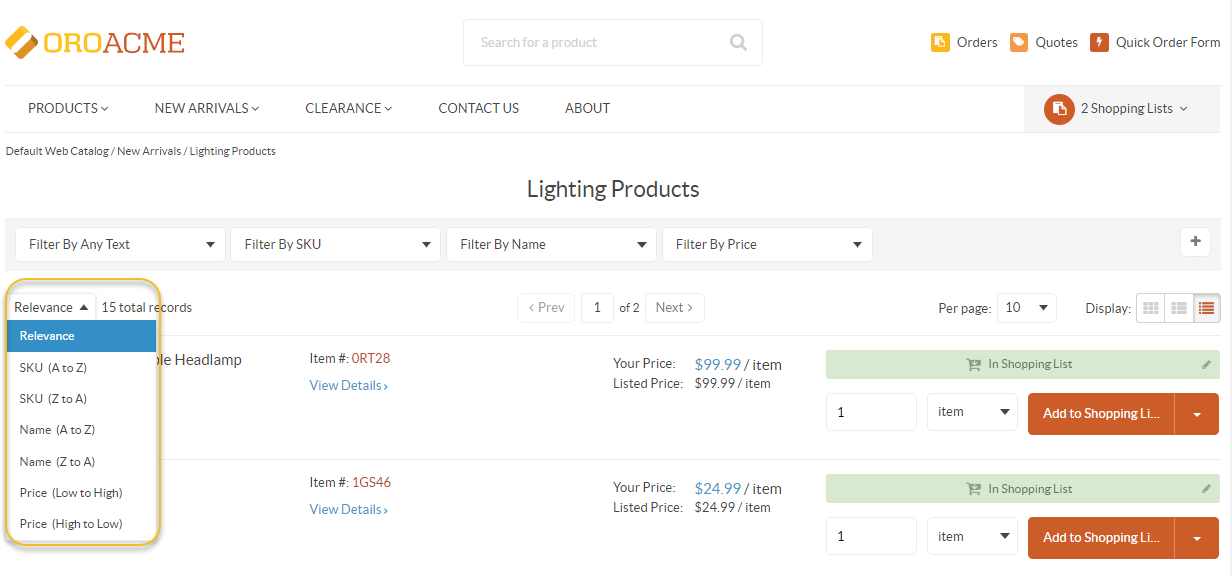 OROACME
Search for a product
Orders
Quotes
Quick Order Form
PRODUCTS
NEW ARRIVALS
CLEARANCE
CONTACT US
ABOUT
2 Shopping Lists
Default Web Catalog / New Arrivals / Lighting Products
Lighting Products
Filter By Any Text
Filter By SKU
Filter By Name
Filter By Price
+
Relevance
15 total records
< Prev
1
of 2
Next >
Per page:
10
Display:
Relevance
SKU (A to Z)
SKU (Z to A)
Name (A to Z)
Name (Z to A)
Price (Low to High)
Price (High to Low)
ble Headlamp
Item #: 0RT28
View Details ›
Your Price: $99.99 / item
Listed Price: $99.99 / item
In Shopping List
1
item
Add to Shopping Li...
Item #: 1GS46
View Details ›
Your Price: $24.99 / item
Listed Price: $24.99 / item
In Shopping List
1
item
Add to Shopping Li...